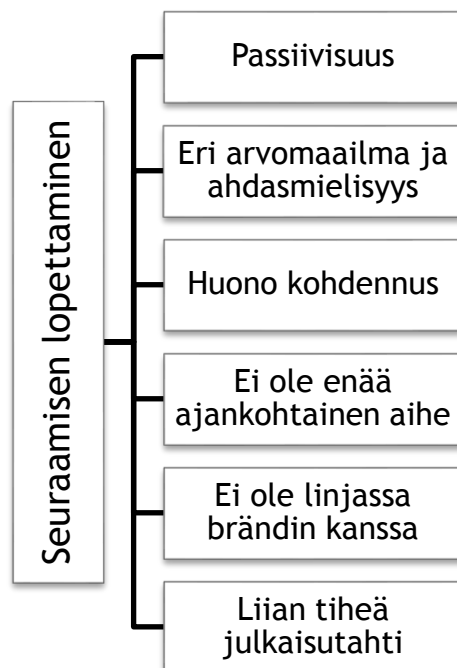 Seuraamisen lopettaminen
Passiivisuus
Eri arvomaailma ja
ahdasmielisyys
Huono kohdennus
Ei ole enää
ajankohtainen aihe
Ei ole linjassa
brändin kanssa
Liian tiheä
julkaisutahti